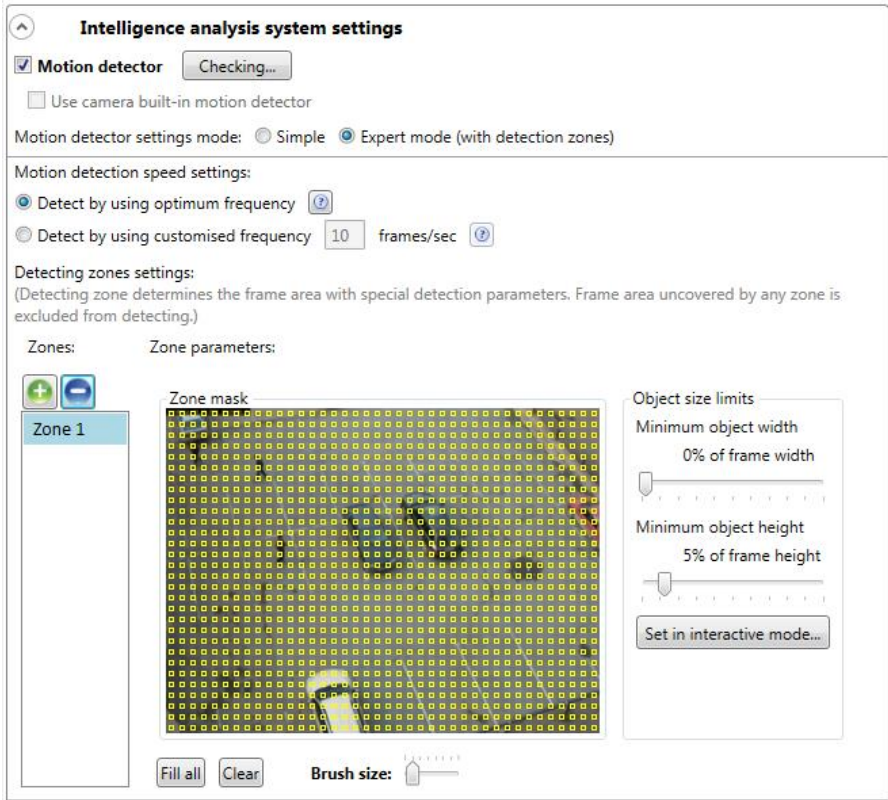 Intelligence analysis system settings
Motion detector Checking...
Use camera built-in motion detector
Motion detector settings mode: Simple Expert mode (with detection zones)
Motion detection speed settings:
Detect by using optimum frequency ?
Detect by using customised frequency 10 frames/sec ?
Detecting zones settings:
(Detecting zone determines the frame area with special detection parameters. Frame area uncovered by any zone is
excluded from detecting.)
Zones: Zone parameters:
Zone mask
Zone 1
Object size limits
Minimum object width
0% of frame width
Minimum object height
5% of frame height
Set in interactive mode...
Fill all Clear Brush size: